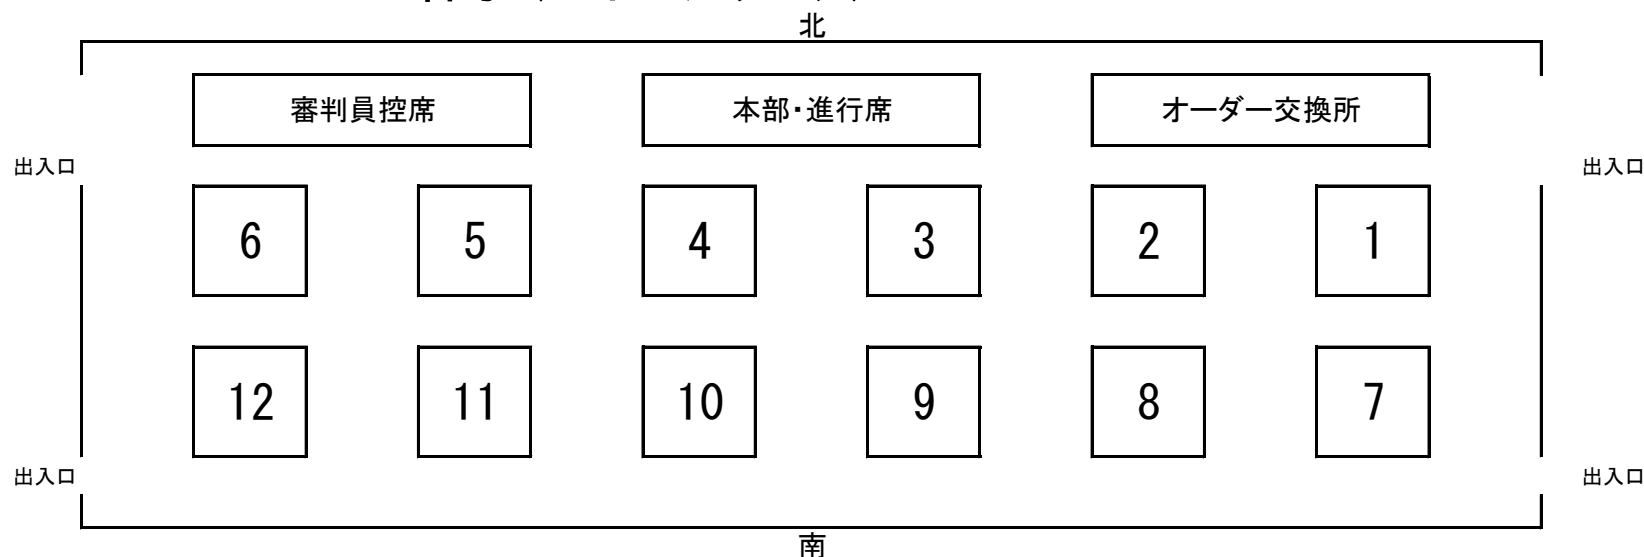 北
審判員控席 本部・進行席 オーダー交換所
出入口 出入口
6 5 4 3 2 1
12 11 10 9 8 7
出入口 出入口
南